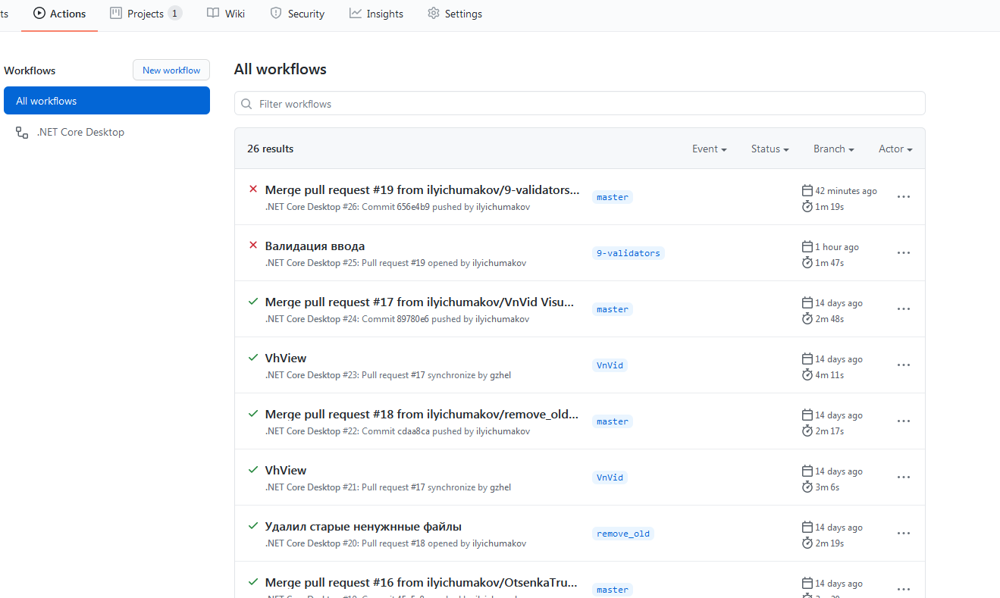 ts Actions Projects 1 Wiki Security Insights Settings
Workflows New workflow
All workflows
.NET Core Desktop
All workflows
Filter workflows
26 results Event Status Branch Actor
Merge pull request #19 from ilyichumakov/9-validators... master 42 minutes ago
.NET Core Desktop #26: Commit 656e4b9 pushed by ilyichumakov 1m 19s
Валидация ввода 9-validators 1 hour ago
.NET Core Desktop #25: Pull request #19 opened by ilyichumakov 1m 47s
Merge pull request #17 from ilyichumakov/VnVid Visu... master 14 days ago
.NET Core Desktop #24: Commit 89780e6 pushed by ilyichumakov 2m 48s
VhView VnVid 14 days ago
.NET Core Desktop #23: Pull request #17 synchronize by gzhel 4m 11s
Merge pull request #18 from ilyichumakov/remove_old... master 14 days ago
.NET Core Desktop #22: Commit cdaa8ca pushed by ilyichumakov 2m 17s
VhView VnVid 14 days ago
.NET Core Desktop #21: Pull request #17 synchronize by gzhel 3m 6s
Удалил старые ненужнные файлы remove_old 14 days ago
.NET Core Desktop #20: Pull request #18 opened by ilyichumakov 2m 19s
Merge pull request #16 from ilyichumakov/OtsenkaTru... master 14 days ago